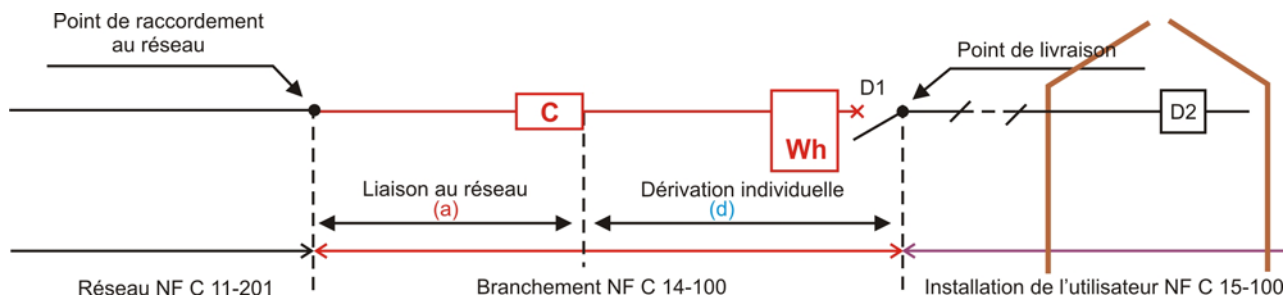 Point de raccordement
au réseau
Point de livraison
D1
C
Wh
D2
Liaison au réseau
(a)
Dérivation individuelle
(d)
Réseau NF C 11-201
Branchement NF C 14-100
Installation de l'utilisateur NF C 15-100